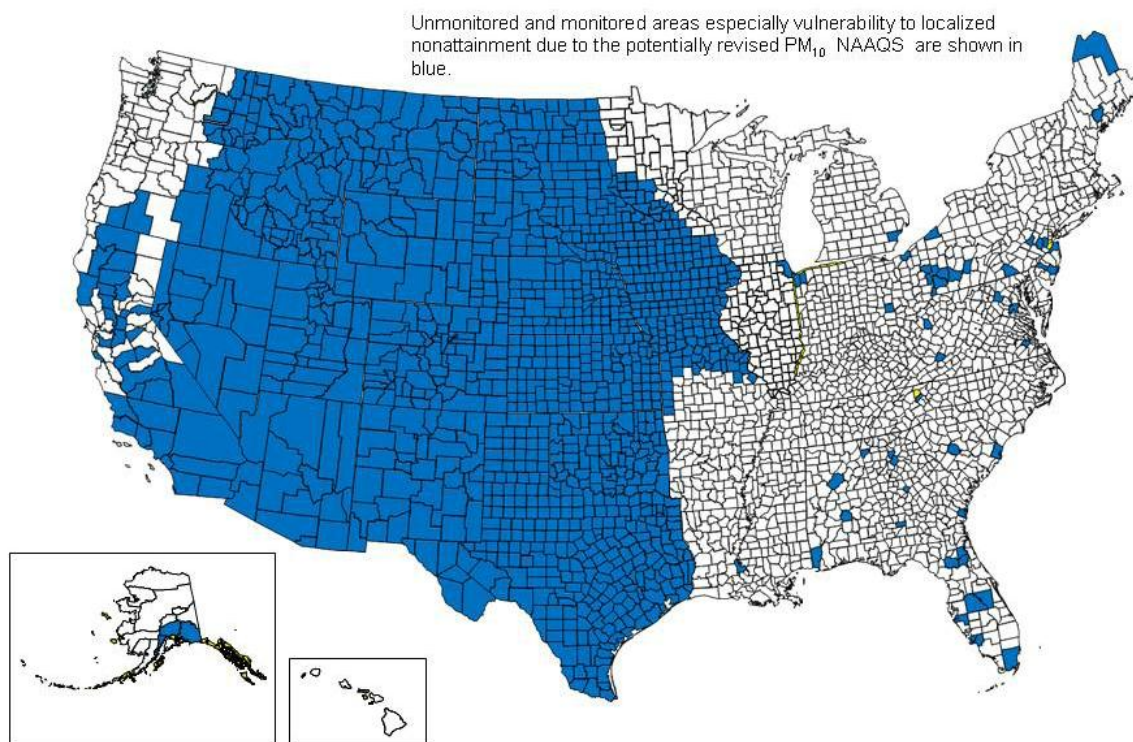 Unmonitored and monitored areas especially vulnerability to localized
nonattainment due to the potentially revised PM₁₀ NAAQS are shown in
blue.